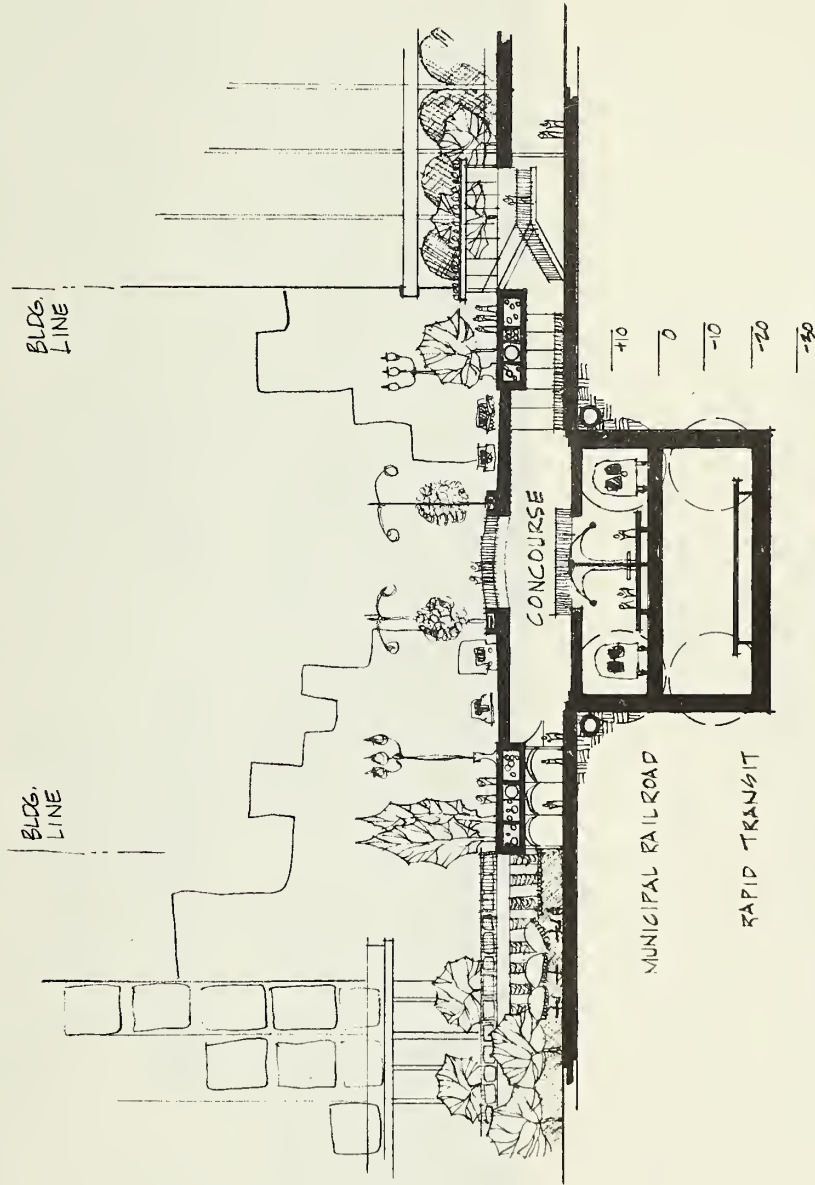 BLDG.
LINE
BLDG.
LINE
CONCOURSE
MUNICIPAL RAILROAD
RAPID TRANSIT
+10
0
-10
-20
-30